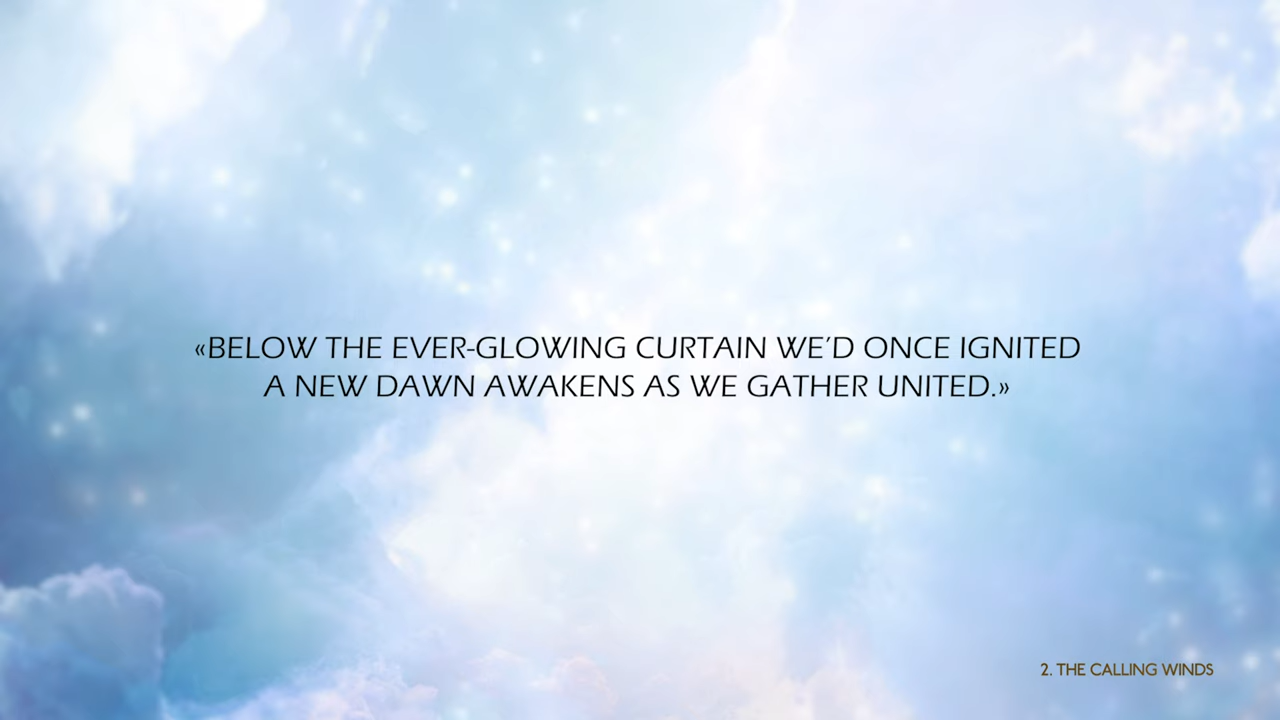 «BELOW THE EVER-GLOWING CURTAIN WE’D ONCE IGNITED
A NEW DAWN AWAKENS AS WE GATHER UNITED.»
2. THE CALLING WINDS